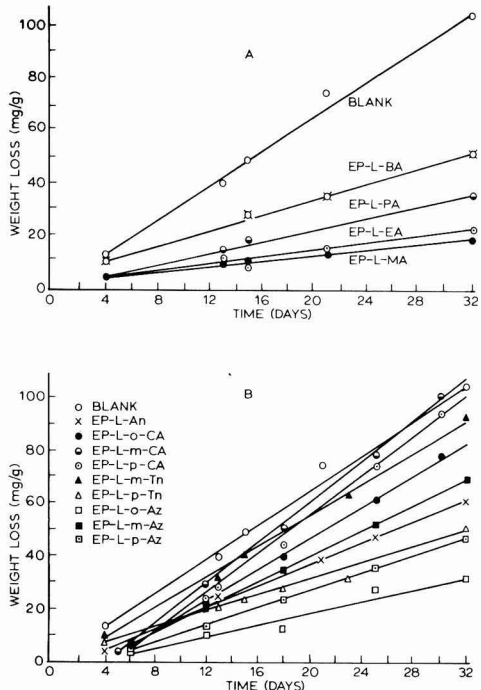 A
100
80
60
40
20
0
WEIGHT LOSS (mg/g)
BLANK
EP-L-BA
EP-L-PA
EP-L-EA
EP-L-MA
0 4 8 12 16 20 24 28 32
TIME (DAYS)
B
100
80
60
40
20
0
WEIGHT LOSS (mg/g)
BLANK
EP-L-An
EP-L-o-CA
EP-L-m-CA
EP-L-p-CA
EP-L-m-Tn
EP-L-p-Tn
EP-L-o-Az
EP-L-m-Az
EP-L-p-Az
0 4 8 12 16 20 24 28 32
TIME (DAYS)